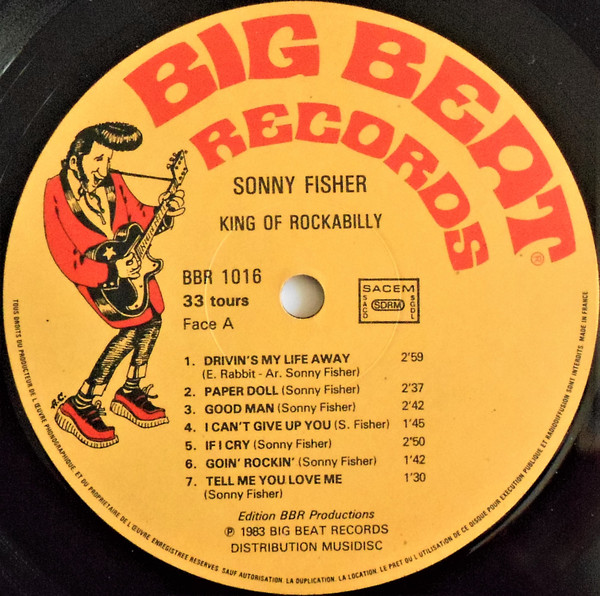 BIG BEAT
RECORDS
®
SONNY FISHER
KING OF ROCKABILLY
BBR 1016
33 tours
Face A
SACEM
SACD
SDRM
SGDL
1. DRIVIN'S MY LIFE AWAY 2'59
(E. Rabbit - Ar. Sonny Fisher)
2. PAPER DOLL (Sonny Fisher) 2'37
3. GOOD MAN (Sonny Fisher) 2'42
4. I CAN'T GIVE UP YOU (S. Fisher) 1'45
5. IF I CRY (Sonny Fisher) 2'50
6. GOIN' ROCKIN' (Sonny Fisher) 1'42
7. TELL ME YOU LOVE ME 1'30
(Sonny Fisher)
Edition BBR Productions
℗ 1983 BIG BEAT RECORDS
DISTRIBUTION MUSIDISC
R.C.
TOUS DROITS DU PRODUCTEUR DE L'ŒUVRE PHONOGRAPHIQUE ET DU PROPRIETAIRE DE L'ŒUVRE ENREGISTREE RESERVES. SAUF AUTORISATION. LA DUPLICATION. LA LOCATION. LE PRET OU L'UTILISATION DE CE DISQUE POUR EXECUTION PUBLIQUE ET RADIODIFFUSION SONT INTERDITS. MADE IN FRANCE